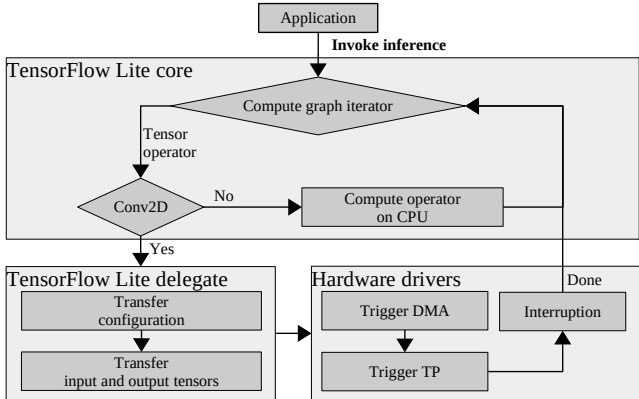 Application
Invoke inference
TensorFlow Lite core
Compute graph iterator
Tensor
operator
Conv2D
No
Compute operator
on CPU
Yes
TensorFlow Lite delegate
Transfer
configuration
Transfer
input and output tensors
Hardware drivers
Done
Trigger DMA
Interruption
Trigger TP